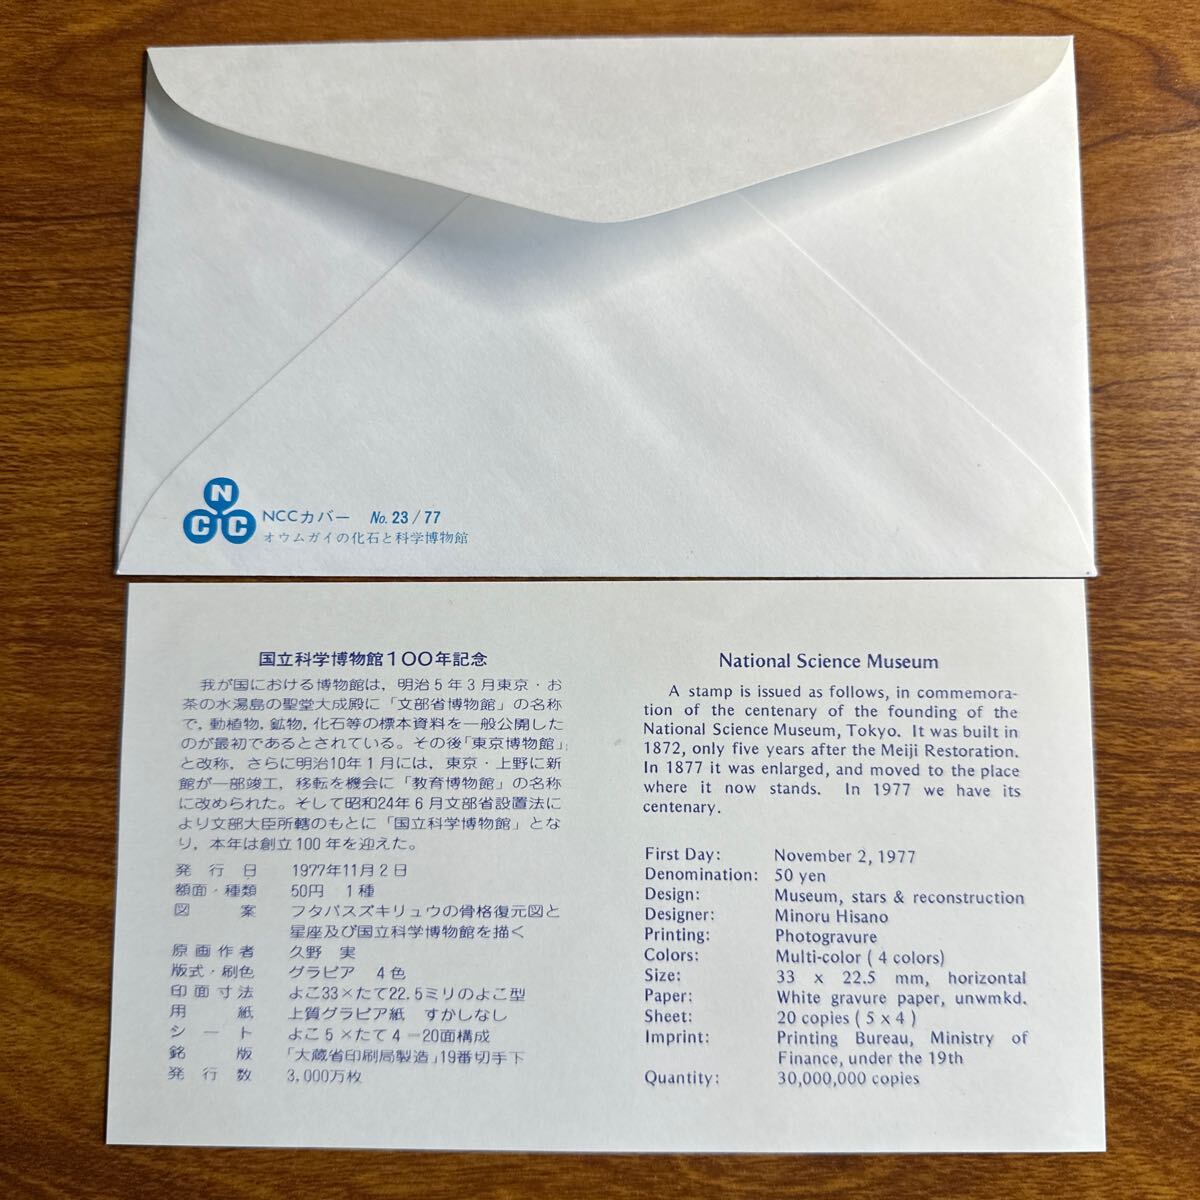 N
C C
NCCカバー No. 23 / 77
オウムガイの化石と科学博物館
国立科学博物館100年記念
我が国における博物館は，明治5年3月東京・お
茶の水湯島の聖堂大成殿に「文部省博物館」の名称
で，動植物，鉱物，化石等の標本資料を一般公開した
のが最初であるとされている。その後「東京博物館」
と改称，さらに明治10年1月には，東京・上野に新
館が一部竣工，移転を機会に「教育博物館」の名称
に改められた。そして昭和24年6月文部省設置法に
より文部大臣所轄のもとに「国立科学博物館」とな
り，本年は創立100年を迎えた。
発行日 1977年11月2日
額面・種類 50円 1種
図案 フタバスズキリュウの骨格復元図と
星座及び国立科学博物館を描く
原画作者 久野 実
版式・刷色 グラビア 4色
印面寸法 よこ33×たて22.5ミリのよこ型
用紙 上質グラビア紙 すかしなし
シート よこ5×たて4＝20面構成
銘版 「大蔵省印刷局製造」19番切手下
発行数 3,000万枚
National Science Museum
A stamp is issued as follows, in commemora-
tion of the centenary of the founding of the
National Science Museum, Tokyo. It was built in
1872, only five years after the Meiji Restoration.
In 1877 it was enlarged, and moved to the place
where it now stands. In 1977 we have its
centenary.
First Day: November 2, 1977
Denomination: 50 yen
Design: Museum, stars & reconstruction
Designer: Minoru Hisano
Printing: Photogravure
Colors: Multi-color ( 4 colors)
Size: 33 x 22.5 mm, horizontal
Paper: White gravure paper, unwmkd.
Sheet: 20 copies ( 5 x 4 )
Imprint: Printing Bureau, Ministry of
Finance, under the 19th
Quantity: 30,000,000 copies